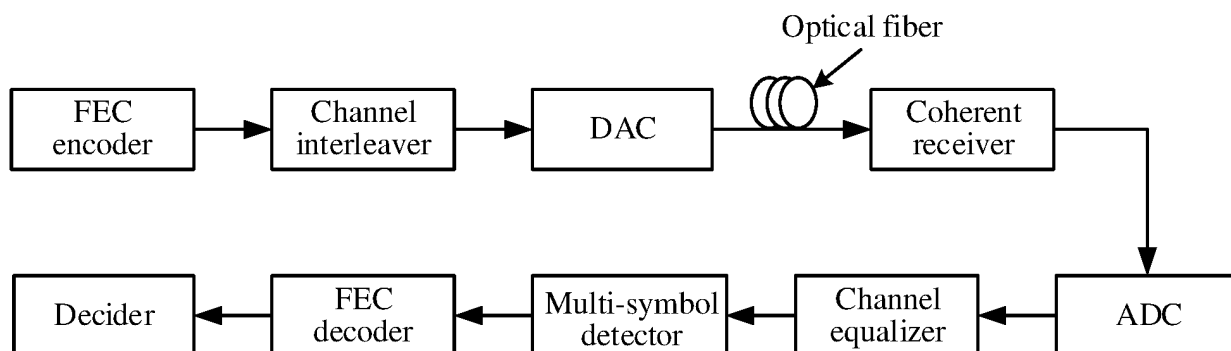 Optical fiber
FEC
encoder
Channel
interleaver
DAC
Coherent
receiver
Decider
FEC
decoder
Multi-symbol
detector
Channel
equalizer
ADC